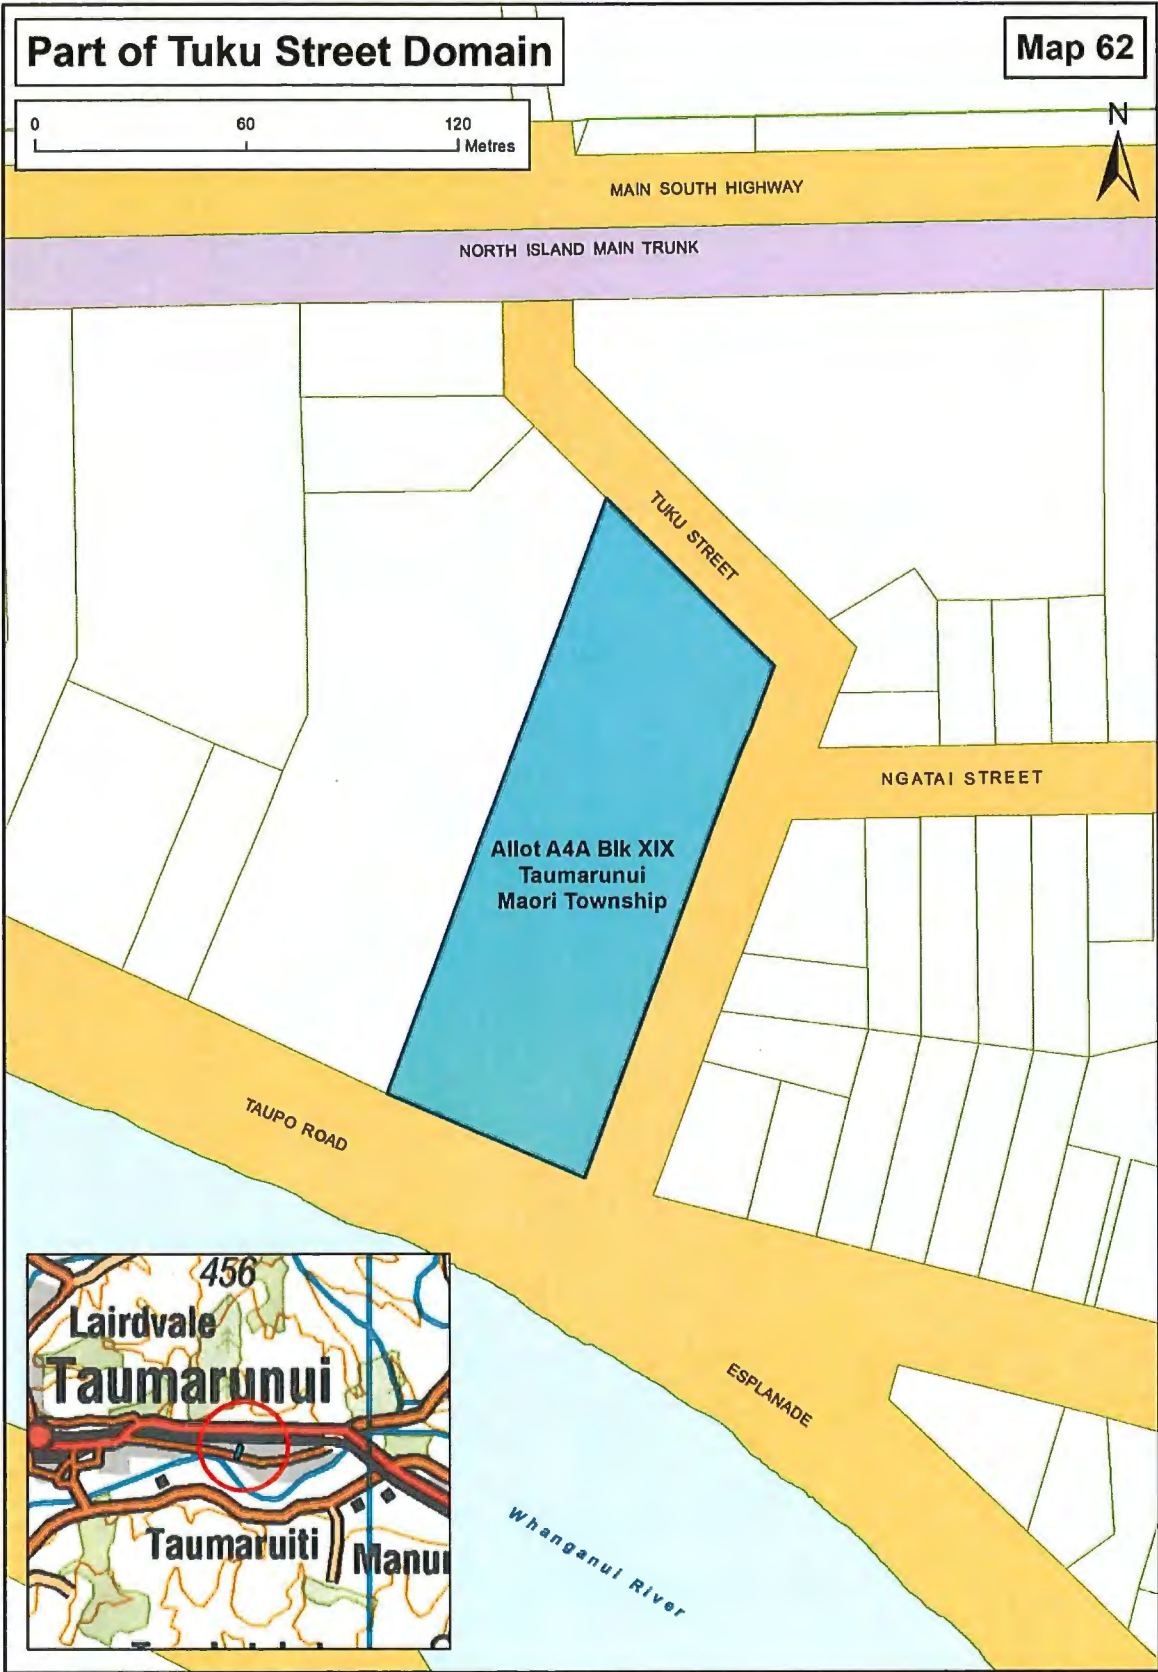 Part of Tuku Street Domain
Map 62
0 60 120
Metres
N
MAIN SOUTH HIGHWAY
NORTH ISLAND MAIN TRUNK
TUKU STREET
NGATAI STREET
Allot A4A Blk XIX
Taumarunui
Maori Township
TAUPO ROAD
ESPLANADE
Whanganui River
456
Lairdvale
Taumarunui
Taumaruiti
Manui